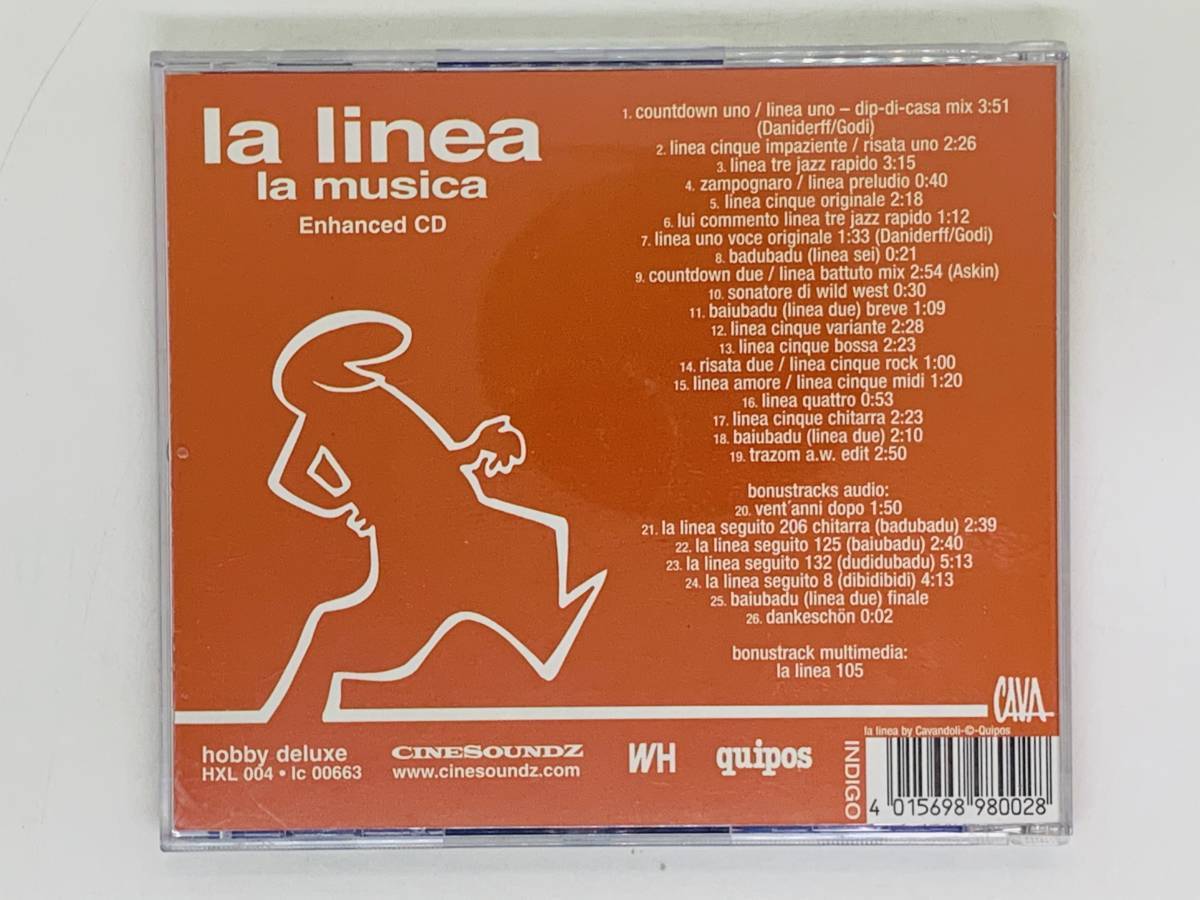 la linea
la musica
Enhanced CD
1. countdown uno / linea uno – dip-di-casa mix 3:51
(Daniderff/Godi)
2. linea cinque impaziente / risata uno 2:26
3. linea tre jazz rapido 3:15
4. zampognaro / linea preludio 0:40
5. linea cinque originale 2:18
6. lui commento linea tre jazz rapido 1:12
7. linea uno voce originale 1:33 (Daniderff/Godi)
8. badubadu (linea sei) 0:21
9. countdown due / linea battuto mix 2:54 (Askin)
10. sonatore di wild west 0:30
11. baiubadu (linea due) breve 1:09
12. linea cinque variante 2:28
13. linea cinque bossa 2:23
14. risata due / linea cinque rock 1:00
15. linea amore / linea cinque midi 1:20
16. linea quattro 0:53
17. linea cinque chitarra 2:23
18. baiubadu (linea due) 2:10
19. trazom a.w. edit 2:50
bonustracks audio:
20. vent´anni dopo 1:50
21. la linea seguito 206 chitarra (badubadu) 2:39
22. la linea seguito 125 (baiubadu) 2:40
23. la linea seguito 132 (dudidubadu) 5:13
24. la linea seguito 8 (dibidibidi) 4:13
25. baiubadu (linea due) finale
26. dankeschön 0:02
bonustrack multimedia:
la linea 105
CAVA
la linea by Cavandoli-©-Quipos
hobby deluxe
HXL 004 • lc 00663
CINESOUNDZ
www.cinesoundz.com
WH
quipos
INDIGO
4 015698 980028